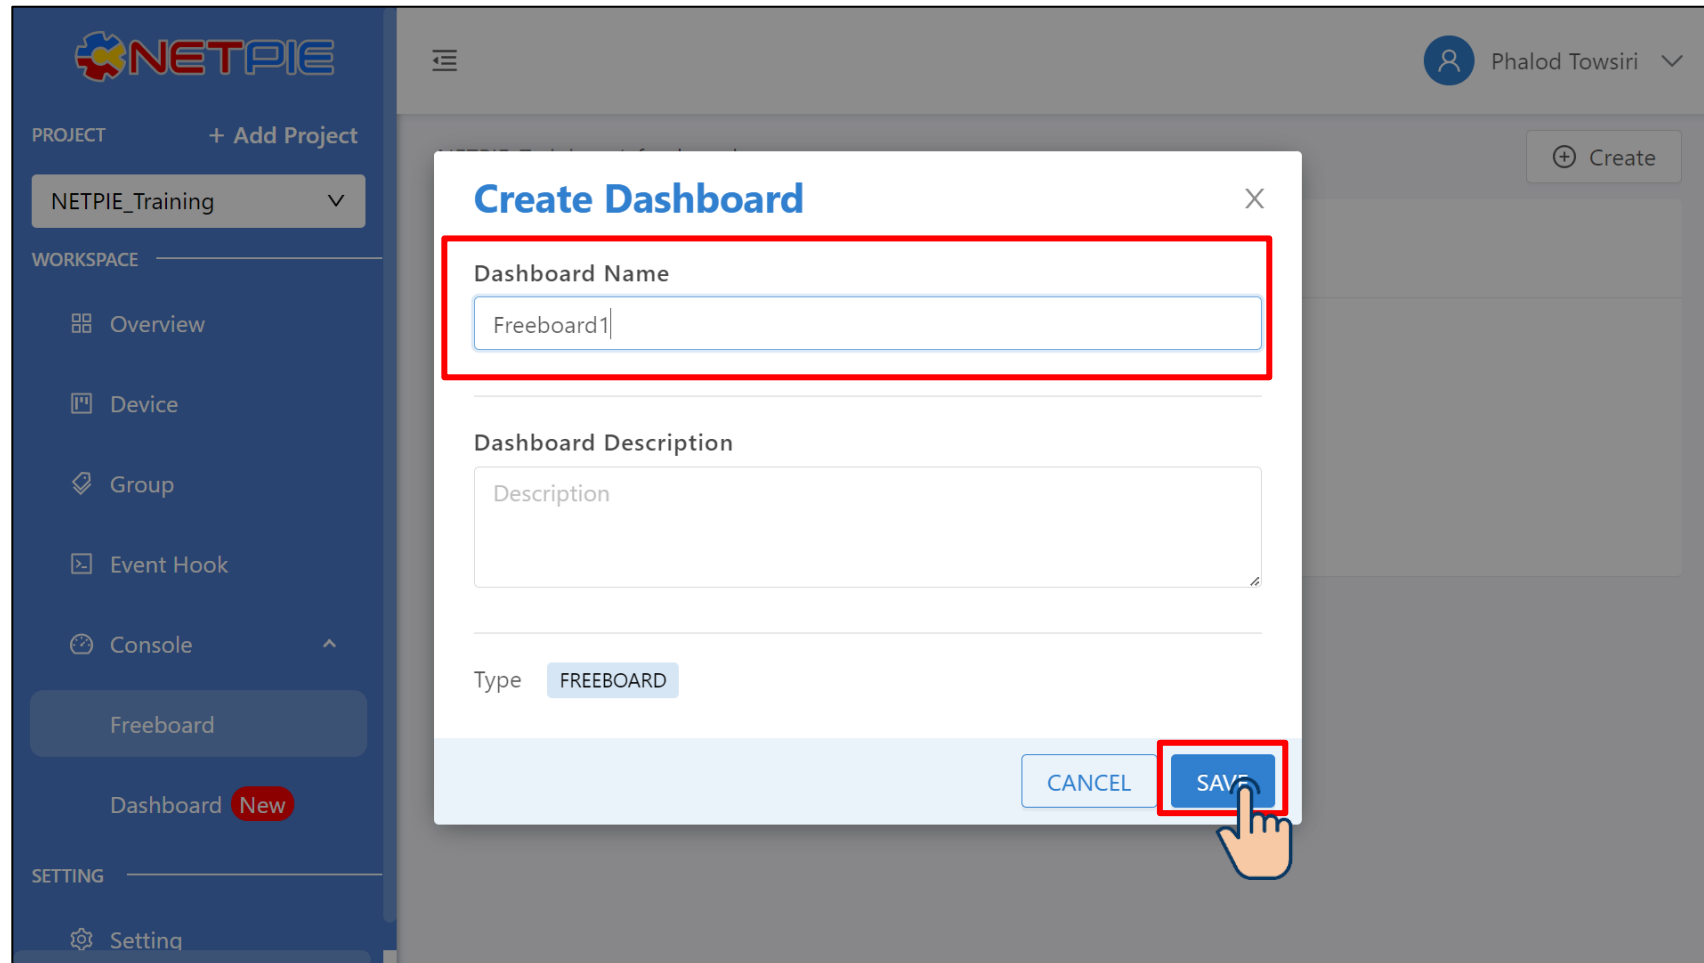 NETPIE
Phalod Towsiri
PROJECT + Add Project
Create
NETPIE_Training
WORKSPACE
Overview
Device
Group
Event Hook
Console
Freeboard
Dashboard New
SETTING
Setting
Create Dashboard
Dashboard Name
Freeboard1
Dashboard Description
Description
Type FREEBOARD
CANCEL SAVE